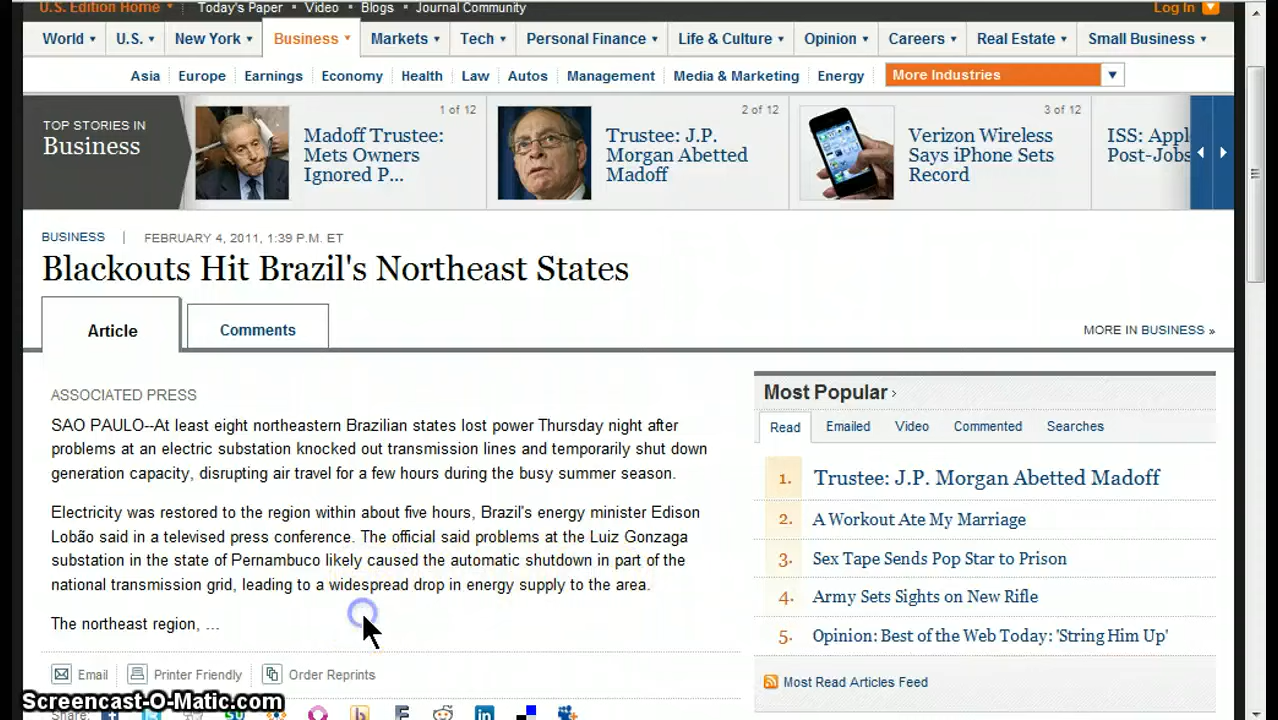 U.S. Edition Home
Today's Paper • Video • Blogs • Journal Community
Log In
World U.S. New York Business Markets Tech Personal Finance Life & Culture Opinion Careers Real Estate Small Business
Asia Europe Earnings Economy Health Law Autos Management Media & Marketing Energy More Industries
TOP STORIES IN
Business
1 of 12
Madoff Trustee:
Mets Owners
Ignored P...
2 of 12
Trustee: J.P.
Morgan Abetted
Madoff
3 of 12
Verizon Wireless
Says iPhone Sets
Record
ISS: Appl
Post-Jobs
BUSINESS | FEBRUARY 4, 2011, 1:39 P.M. ET
Blackouts Hit Brazil's Northeast States
Article
Comments
MORE IN BUSINESS »
ASSOCIATED PRESS
SAO PAULO--At least eight northeastern Brazilian states lost power Thursday night after
problems at an electric substation knocked out transmission lines and temporarily shut down
generation capacity, disrupting air travel for a few hours during the busy summer season.
Electricity was restored to the region within about five hours, Brazil's energy minister Edison
Lobão said in a televised press conference. The official said problems at the Luiz Gonzaga
substation in the state of Pernambuco likely caused the automatic shutdown in part of the
national transmission grid, leading to a widespread drop in energy supply to the area.
The northeast region, ...
Email
Printer Friendly
Order Reprints
Share:
Most Popular ›
Read Emailed Video Commented Searches
1. Trustee: J.P. Morgan Abetted Madoff
2. A Workout Ate My Marriage
3. Sex Tape Sends Pop Star to Prison
4. Army Sets Sights on New Rifle
5. Opinion: Best of the Web Today: 'String Him Up'
Most Read Articles Feed
Screencast-O-Matic.com